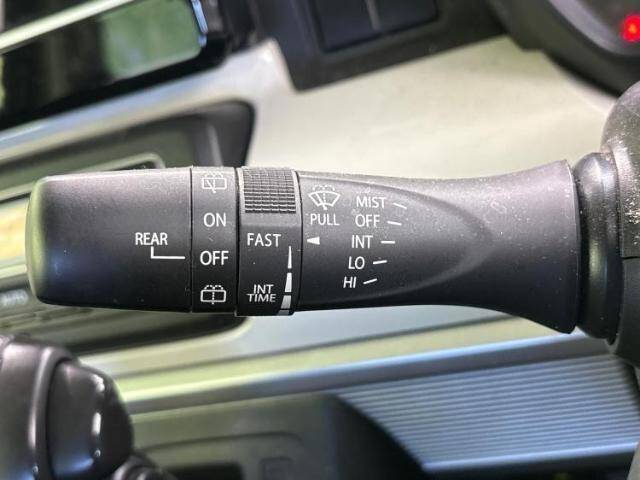 REAR
ON
OFF
FAST
INT
TIME
PULL
MIST
OFF
INT
LO
HI